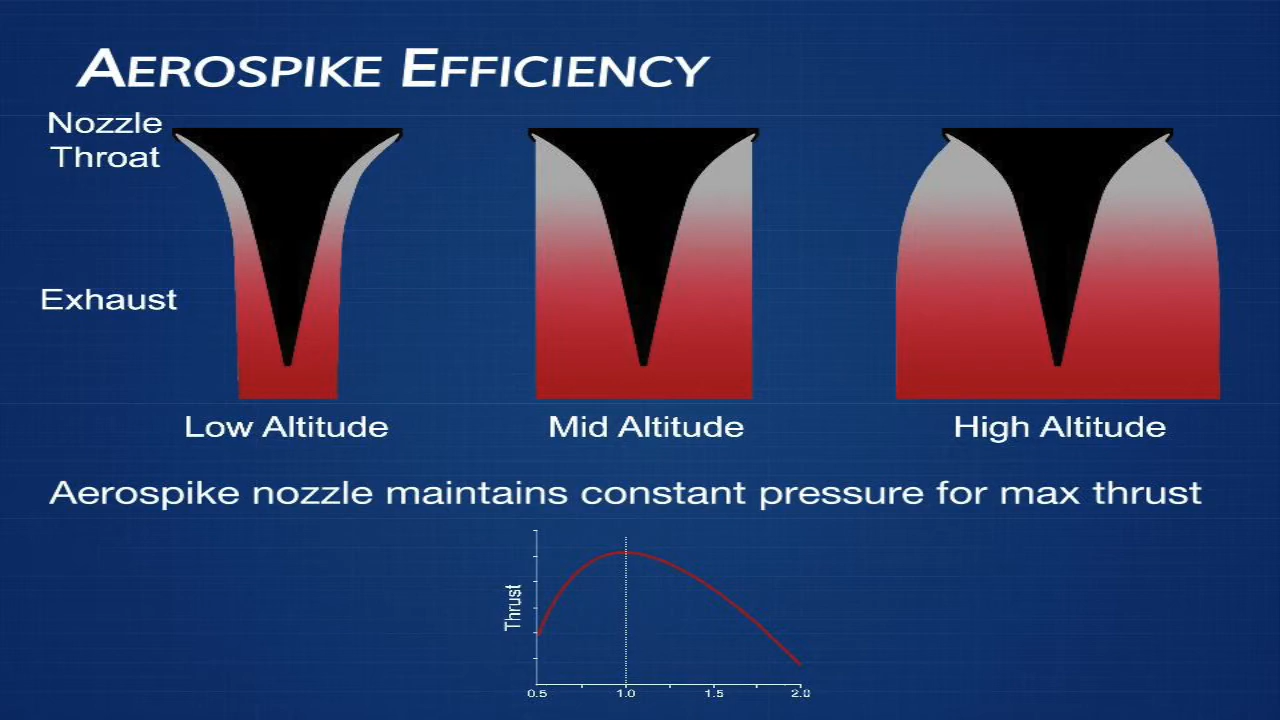 AEROSPIKE EFFICIENCY
Nozzle
Throat
Exhaust
Low Altitude
Mid Altitude
High Altitude
Aerospike nozzle maintains constant pressure for max thrust
Thrust
0.5 1.0 1.5 2.0